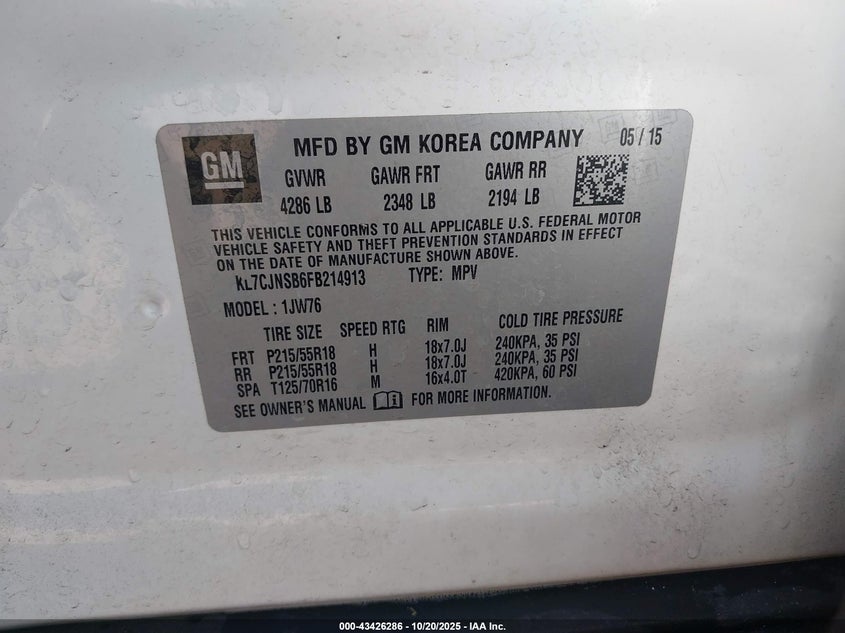 GM
MFD BY GM KOREA COMPANY 05 / 15
GVWR GAWR FRT GAWR RR
4286 LB 2348 LB 2194 LB
THIS VEHICLE CONFORMS TO ALL APPLICABLE U.S. FEDERAL MOTOR
VEHICLE SAFETY AND THEFT PREVENTION STANDARDS IN EFFECT
ON THE DATE OF MANUFACTURE SHOWN ABOVE.
KL7CJNSB6FB214913 TYPE: MPV
MODEL : 1JW76
TIRE SIZE SPEED RTG RIM COLD TIRE PRESSURE
FRT P215/55R18 H 18x7.0J 240KPA, 35 PSI
RR P215/55R18 H 18x7.0J 240KPA, 35 PSI
SPA T125/70R16 M 16x4.0T 420KPA, 60 PSI
SEE OWNER'S MANUAL i FOR MORE INFORMATION.
000-43426286 - 10/20/2025 - IAA Inc.